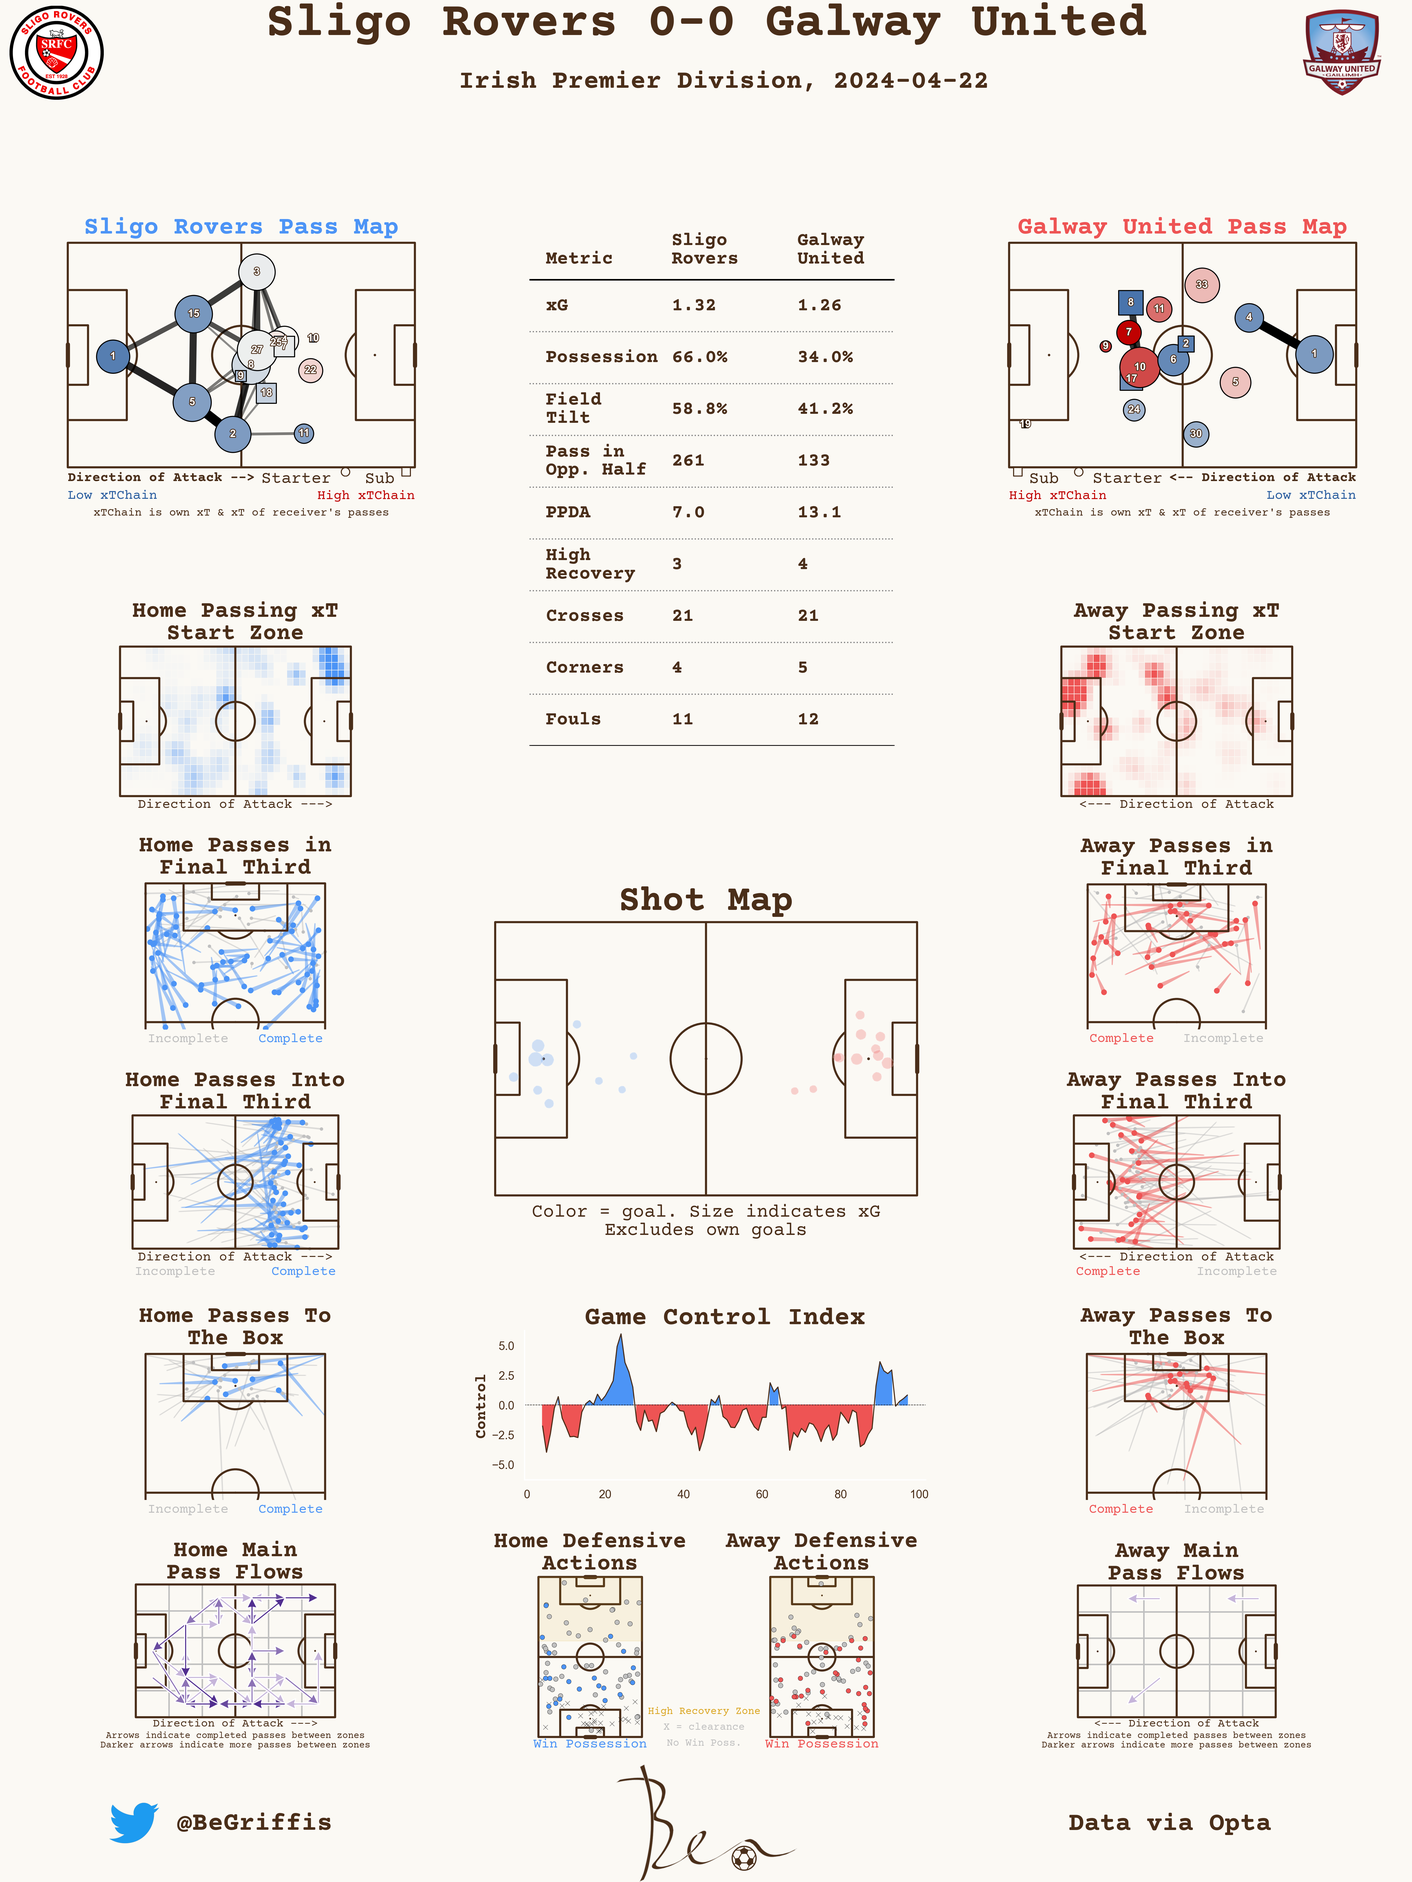 Sligo Rovers 0-0 Galway United
Irish Premier Division, 2024-04-22
SLIGO ROVERS
SRFC
EST 1928
FOOTBALL CLUB
GALWAY UNITED
GAILLIMH
Sligo Rovers Pass Map
3
15
1
27
25
4
7
10
8
9
22
18
5
2
11
Direction of Attack --> Starter Sub
Low xTChain High xTChain
xTChain is own xT & xT of receiver's passes
Metric Sligo Rovers Galway United
xG 1.32 1.26
Possession 66.0% 34.0%
Field Tilt 58.8% 41.2%
Pass in Opp. Half 261 133
PPDA 7.0 13.1
High Recovery 3 4
Crosses 21 21
Corners 4 5
Fouls 11 12
Galway United Pass Map
33
8
11
4
7
9
2
1
6
10
17
5
24
19
30
Sub Starter <-- Direction of Attack
High xTChain Low xTChain
xTChain is own xT & xT of receiver's passes
Home Passing xT
Start Zone
Direction of Attack --->
Away Passing xT
Start Zone
<--- Direction of Attack
Home Passes in
Final Third
Incomplete Complete
Away Passes in
Final Third
Complete Incomplete
Shot Map
Color = goal. Size indicates xG
Excludes own goals
Home Passes Into
Final Third
Direction of Attack --->
Incomplete Complete
Away Passes Into
Final Third
<--- Direction of Attack
Complete Incomplete
Home Passes To
The Box
Incomplete Complete
Game Control Index
Control
5.0
2.5
0.0
−2.5
−5.0
0 20 40 60 80 100
Away Passes To
The Box
Complete Incomplete
Home Main
Pass Flows
Direction of Attack --->
Arrows indicate completed passes between zones
Darker arrows indicate more passes between zones
Home Defensive
Actions
Win Possession
High Recovery Zone
X = clearance
No Win Poss.
Away Defensive
Actions
Win Possession
Away Main
Pass Flows
<--- Direction of Attack
Arrows indicate completed passes between zones
Darker arrows indicate more passes between zones
@BeGriffis
Ben
Data via Opta